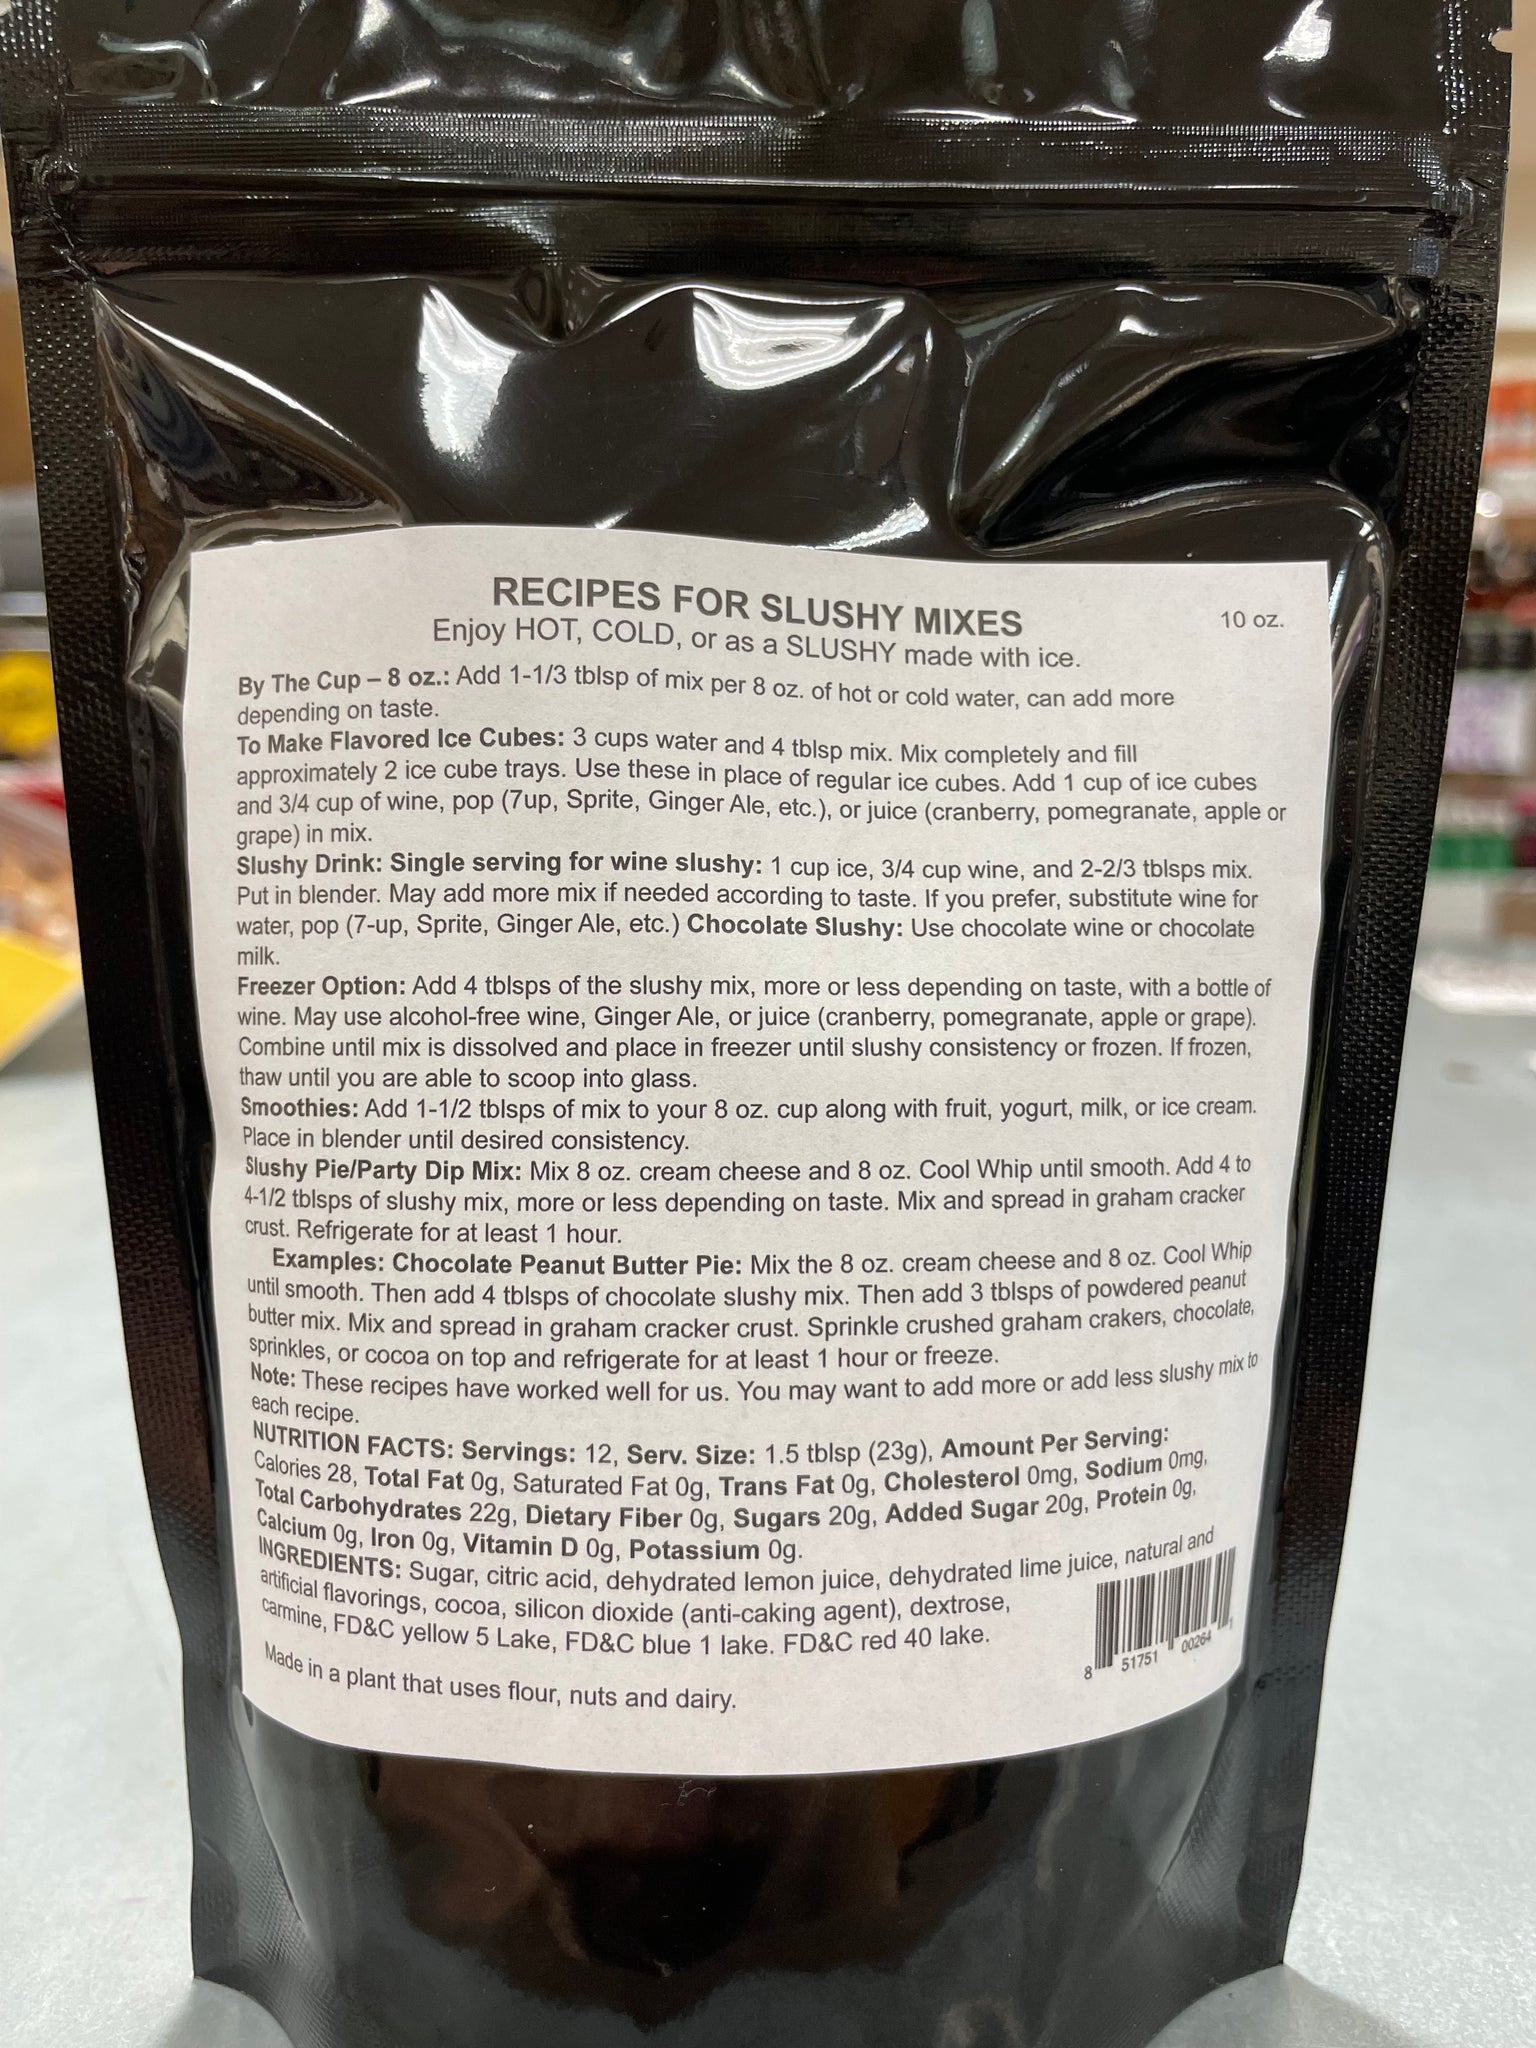 RECIPES FOR SLUSHY MIXES
10 oz.
Enjoy HOT, COLD, or as a SLUSHY made with ice.
By The Cup – 8 oz.: Add 1-1/3 tblsp of mix per 8 oz. of hot or cold water, can add more
depending on taste.
To Make Flavored Ice Cubes: 3 cups water and 4 tblsp mix. Mix completely and fill
approximately 2 ice cube trays. Use these in place of regular ice cubes. Add 1 cup of ice cubes
and 3/4 cup of wine, pop (7up, Sprite, Ginger Ale, etc.), or juice (cranberry, pomegranate, apple or
grape) in mix.
Slushy Drink: Single serving for wine slushy: 1 cup ice, 3/4 cup wine, and 2-2/3 tblsps mix.
Put in blender. May add more mix if needed according to taste. If you prefer, substitute wine for
water, pop (7-up, Sprite, Ginger Ale, etc.) Chocolate Slushy: Use chocolate wine or chocolate
milk.
Freezer Option: Add 4 tblsps of the slushy mix, more or less depending on taste, with a bottle of
wine. May use alcohol-free wine, Ginger Ale, or juice (cranberry, pomegranate, apple or grape).
Combine until mix is dissolved and place in freezer until slushy consistency or frozen. If frozen,
thaw until you are able to scoop into glass.
Smoothies: Add 1-1/2 tblsps of mix to your 8 oz. cup along with fruit, yogurt, milk, or ice cream.
Place in blender until desired consistency.
Slushy Pie/Party Dip Mix: Mix 8 oz. cream cheese and 8 oz. Cool Whip until smooth. Add 4 to
4-1/2 tblsps of slushy mix, more or less depending on taste. Mix and spread in graham cracker
crust. Refrigerate for at least 1 hour.
Examples: Chocolate Peanut Butter Pie: Mix the 8 oz. cream cheese and 8 oz. Cool Whip
until smooth. Then add 4 tblsps of chocolate slushy mix. Then add 3 tblsps of powdered peanut
butter mix. Mix and spread in graham cracker crust. Sprinkle crushed graham crakers, chocolate,
sprinkles, or cocoa on top and refrigerate for at least 1 hour or freeze.
Note: These recipes have worked well for us. You may want to add more or add less slushy mix to
each recipe.
NUTRITION FACTS: Servings: 12, Serv. Size: 1.5 tblsp (23g), Amount Per Serving:
Calories 28, Total Fat 0g, Saturated Fat 0g, Trans Fat 0g, Cholesterol 0mg, Sodium 0mg,
Total Carbohydrates 22g, Dietary Fiber 0g, Sugars 20g, Added Sugar 20g, Protein 0g,
Calcium 0g, Iron 0g, Vitamin D 0g, Potassium 0g.
INGREDIENTS: Sugar, citric acid, dehydrated lemon juice, dehydrated lime juice, natural and
artificial flavorings, cocoa, silicon dioxide (anti-caking agent), dextrose,
carmine, FD&C yellow 5 Lake, FD&C blue 1 lake. FD&C red 40 lake.
Made in a plant that uses flour, nuts and dairy.
8 51751 00264 1